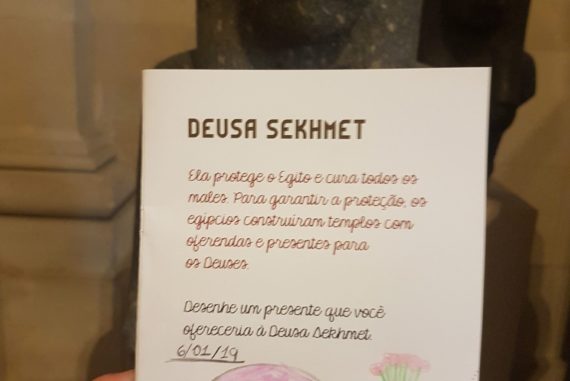 DEUSA SEKHMET
Ela protege o Egito e cura todos os
males. Para garantir a proteção, os
egípcios construíram templos com
oferendas e presentes para
os Deuses.
Desenhe um presente que você
ofereceria à Deusa Sekhmet.
6/01/19